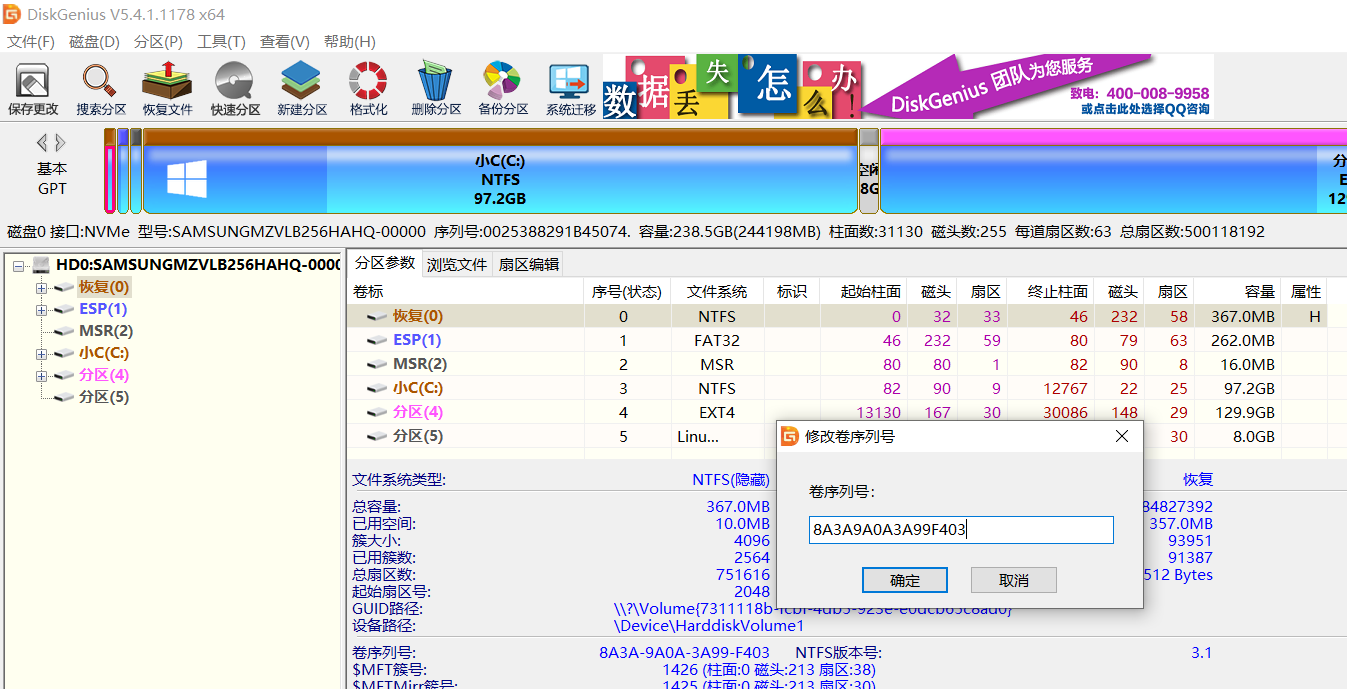 DiskGenius V5.4.1.1178 x64
文件(F) 磁盘(D) 分区(P) 工具(T) 查看(V) 帮助(H)
保存更改 搜索分区 恢复文件 快速分区 新建分区 格式化 删除分区 备份分区 系统迁移
数据丢失怎么办!
DiskGenius 团队为您服务
致电: 400-008-9958
或点击此处选择QQ咨询
基本
GPT
小C(C:)
NTFS
97.2GB
空闲
8G
分
E
12
磁盘0 接口:NVMe 型号:SAMSUNGMZVLB256HAHQ-00000 序列号:0025388291B45074. 容量:238.5GB(244198MB) 柱面数:31130 磁头数:255 每道扇区数:63 总扇区数:500118192
HD0:SAMSUNGMZVLB256HAHQ-000
恢复(0)
ESP(1)
MSR(2)
小C(C:)
分区(4)
分区(5)
分区参数 浏览文件 扇区编辑
卷标 序号(状态) 文件系统 标识 起始柱面 磁头 扇区 终止柱面 磁头 扇区 容量 属性
恢复(0) 0 NTFS 0 32 33 46 232 58 367.0MB H
ESP(1) 1 FAT32 46 232 59 80 79 63 262.0MB
MSR(2) 2 MSR 80 80 1 82 90 8 16.0MB
小C(C:) 3 NTFS 82 90 9 12767 22 25 97.2GB
分区(4) 4 EXT4 13130 167 30 30086 148 29 129.9GB
分区(5) 5 Linu... 30 8.0GB
修改卷序列号
卷序列号：
8A3A9A0A3A99F403
确定 取消
文件系统类型: NTFS(隐藏) 恢复
总容量: 367.0MB 84827392
已用空间: 10.0MB 357.0MB
簇大小: 4096 93951
已用簇数: 2564 91387
总扇区数: 751616 512 Bytes
起始扇区号: 2048
GUID路径: \\?\Volume{7311118b-fcbf-4db5-923e-e0dcb65c8ad0}
设备路径: \Device\HarddiskVolume1
卷序列号: 8A3A-9A0A-3A99-F403 NTFS版本号: 3.1
$MFT簇号: 1426 (柱面:0 磁头:213 扇区:38)
$MFTMirr簇号: 1425 (柱面:0 磁头:213 扇区:30)